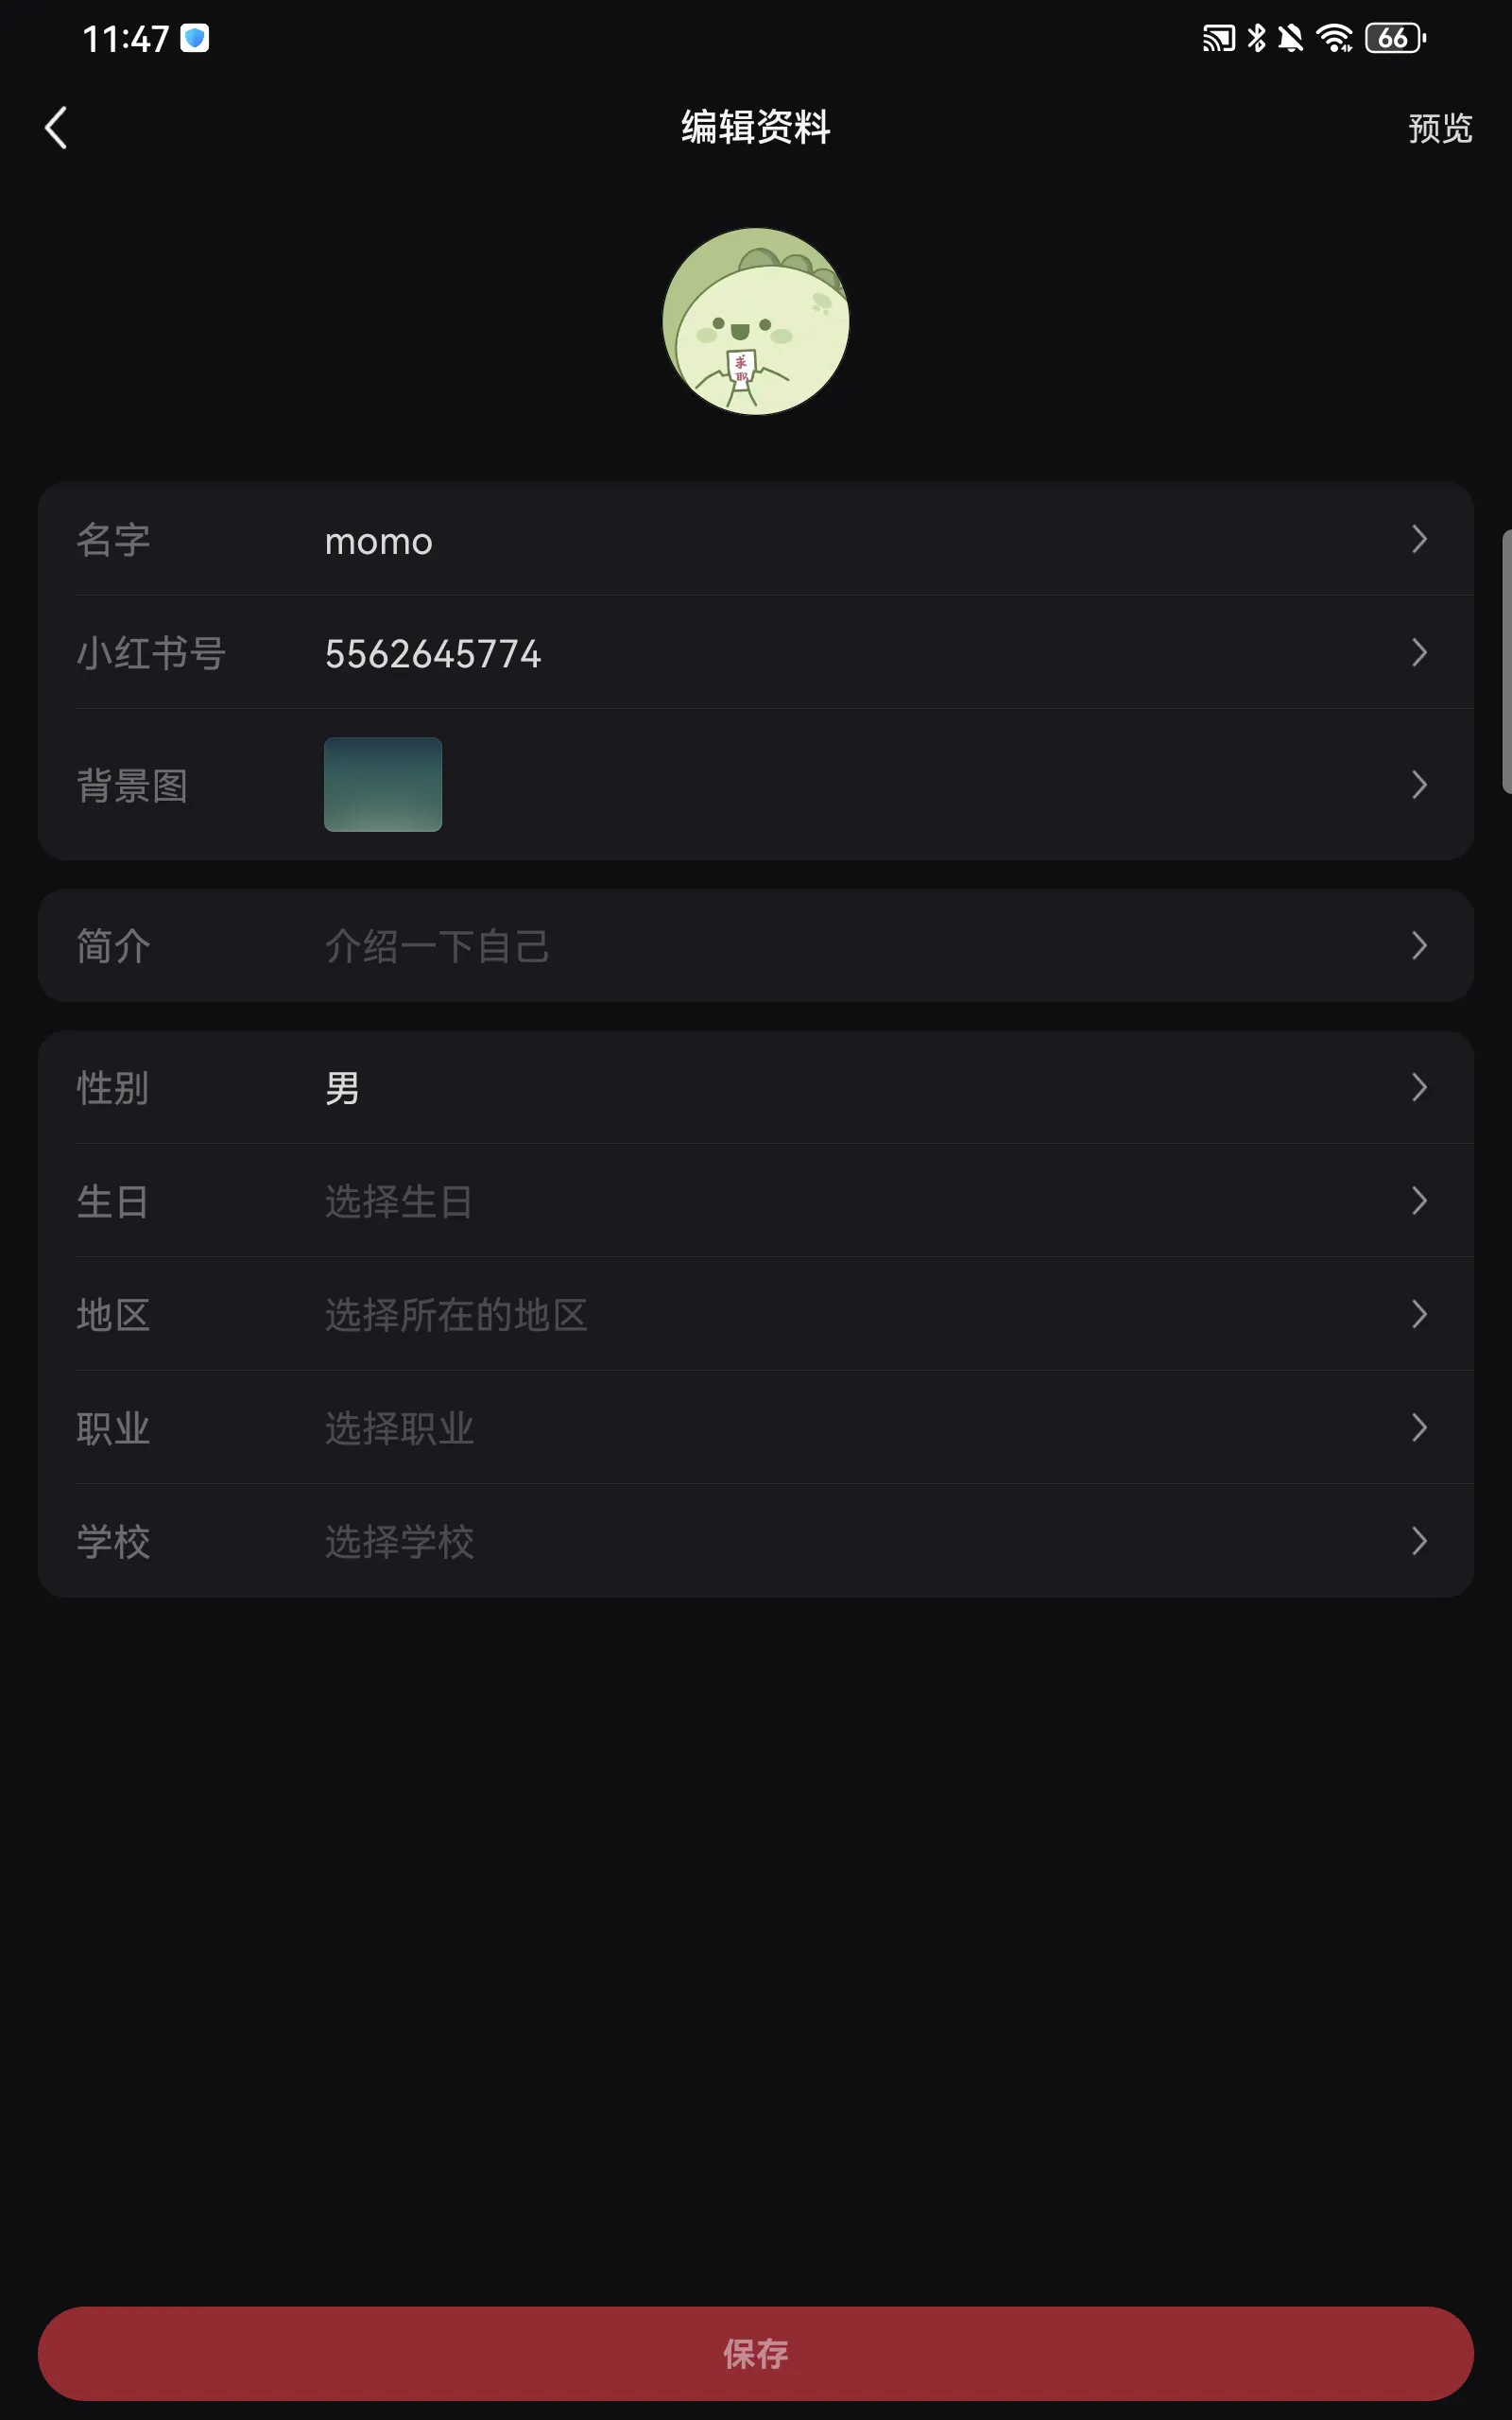 11:47
66
编辑资料
预览
求
名字 momo
小红书号 5562645774
背景图
简介 介绍一下自己
性别 男
生日 选择生日
地区 选择所在的地区
职业 选择职业
学校 选择学校
保存